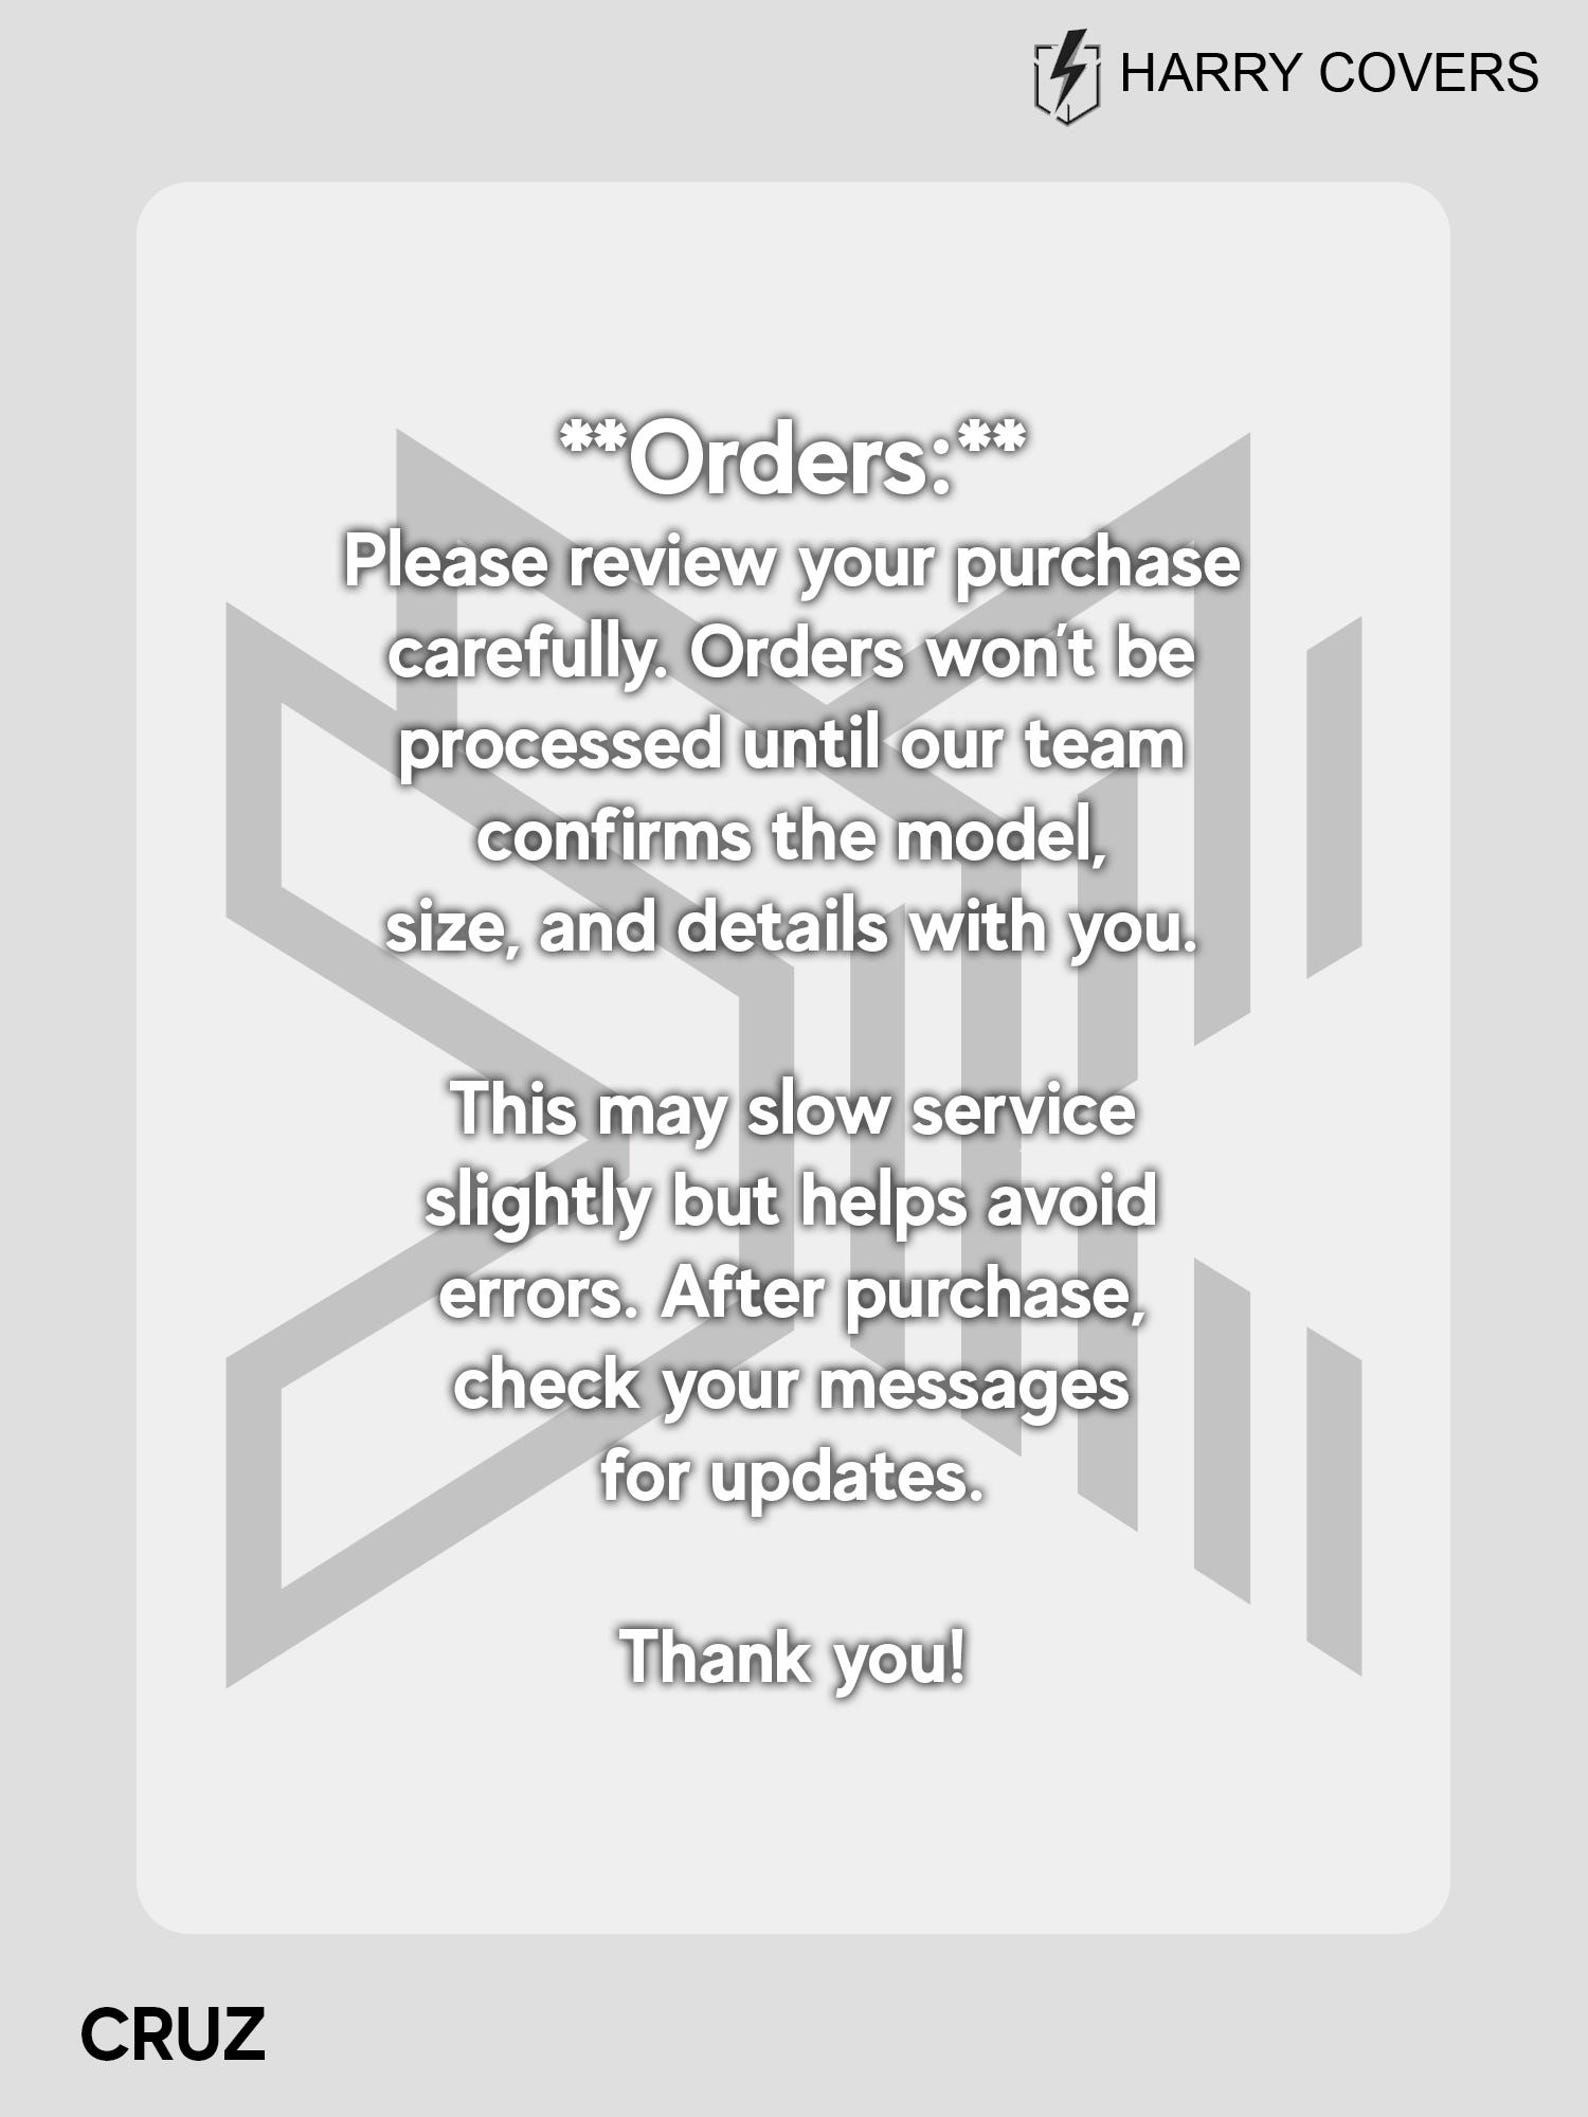 HARRY COVERS
**Orders:**
Please review your purchase
carefully. Orders won't be
processed until our team
confirms the model,
size, and details with you.
This may slow service
slightly but helps avoid
errors. After purchase,
check your messages
for updates.
Thank you!
CRUZ